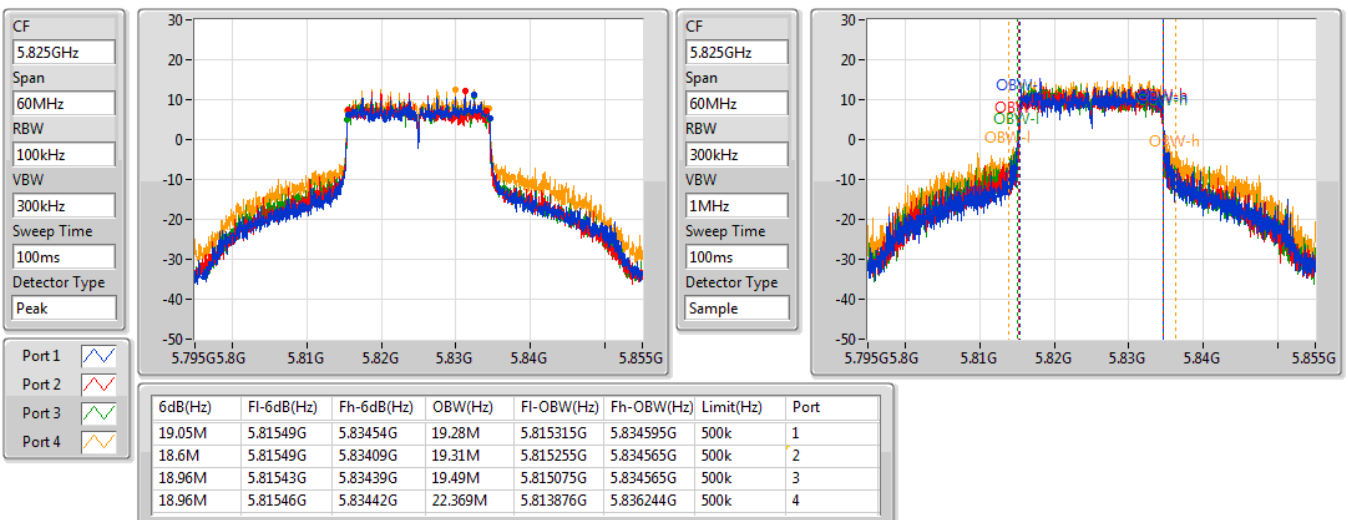 CF
5.825GHz
Span
60MHz
RBW
100kHz
VBW
300kHz
Sweep Time
100ms
Detector Type
Peak
30
20
10
0
-10
-20
-30
-40
-50
5.795G 5.8G 5.81G 5.82G 5.83G 5.84G 5.855G
CF
5.825GHz
Span
60MHz
RBW
300kHz
VBW
1MHz
Sweep Time
100ms
Detector Type
Sample
30
20
10
0
-10
-20
-30
-40
-50
OBW-l
OBW-h
OBW-l
OBW-h
5.795G 5.8G 5.81G 5.82G 5.83G 5.84G 5.855G
Port 1
Port 2
Port 3
Port 4
6dB(Hz) Fl-6dB(Hz) Fh-6dB(Hz) OBW(Hz) Fl-OBW(Hz) Fh-OBW(Hz) Limit(Hz) Port
19.05M 5.81549G 5.83454G 19.28M 5.815315G 5.834595G 500k 1
18.6M 5.81549G 5.83409G 19.31M 5.815255G 5.834565G 500k 2
18.96M 5.81543G 5.83439G 19.49M 5.815075G 5.834565G 500k 3
18.96M 5.81546G 5.83442G 22.369M 5.813876G 5.836244G 500k 4